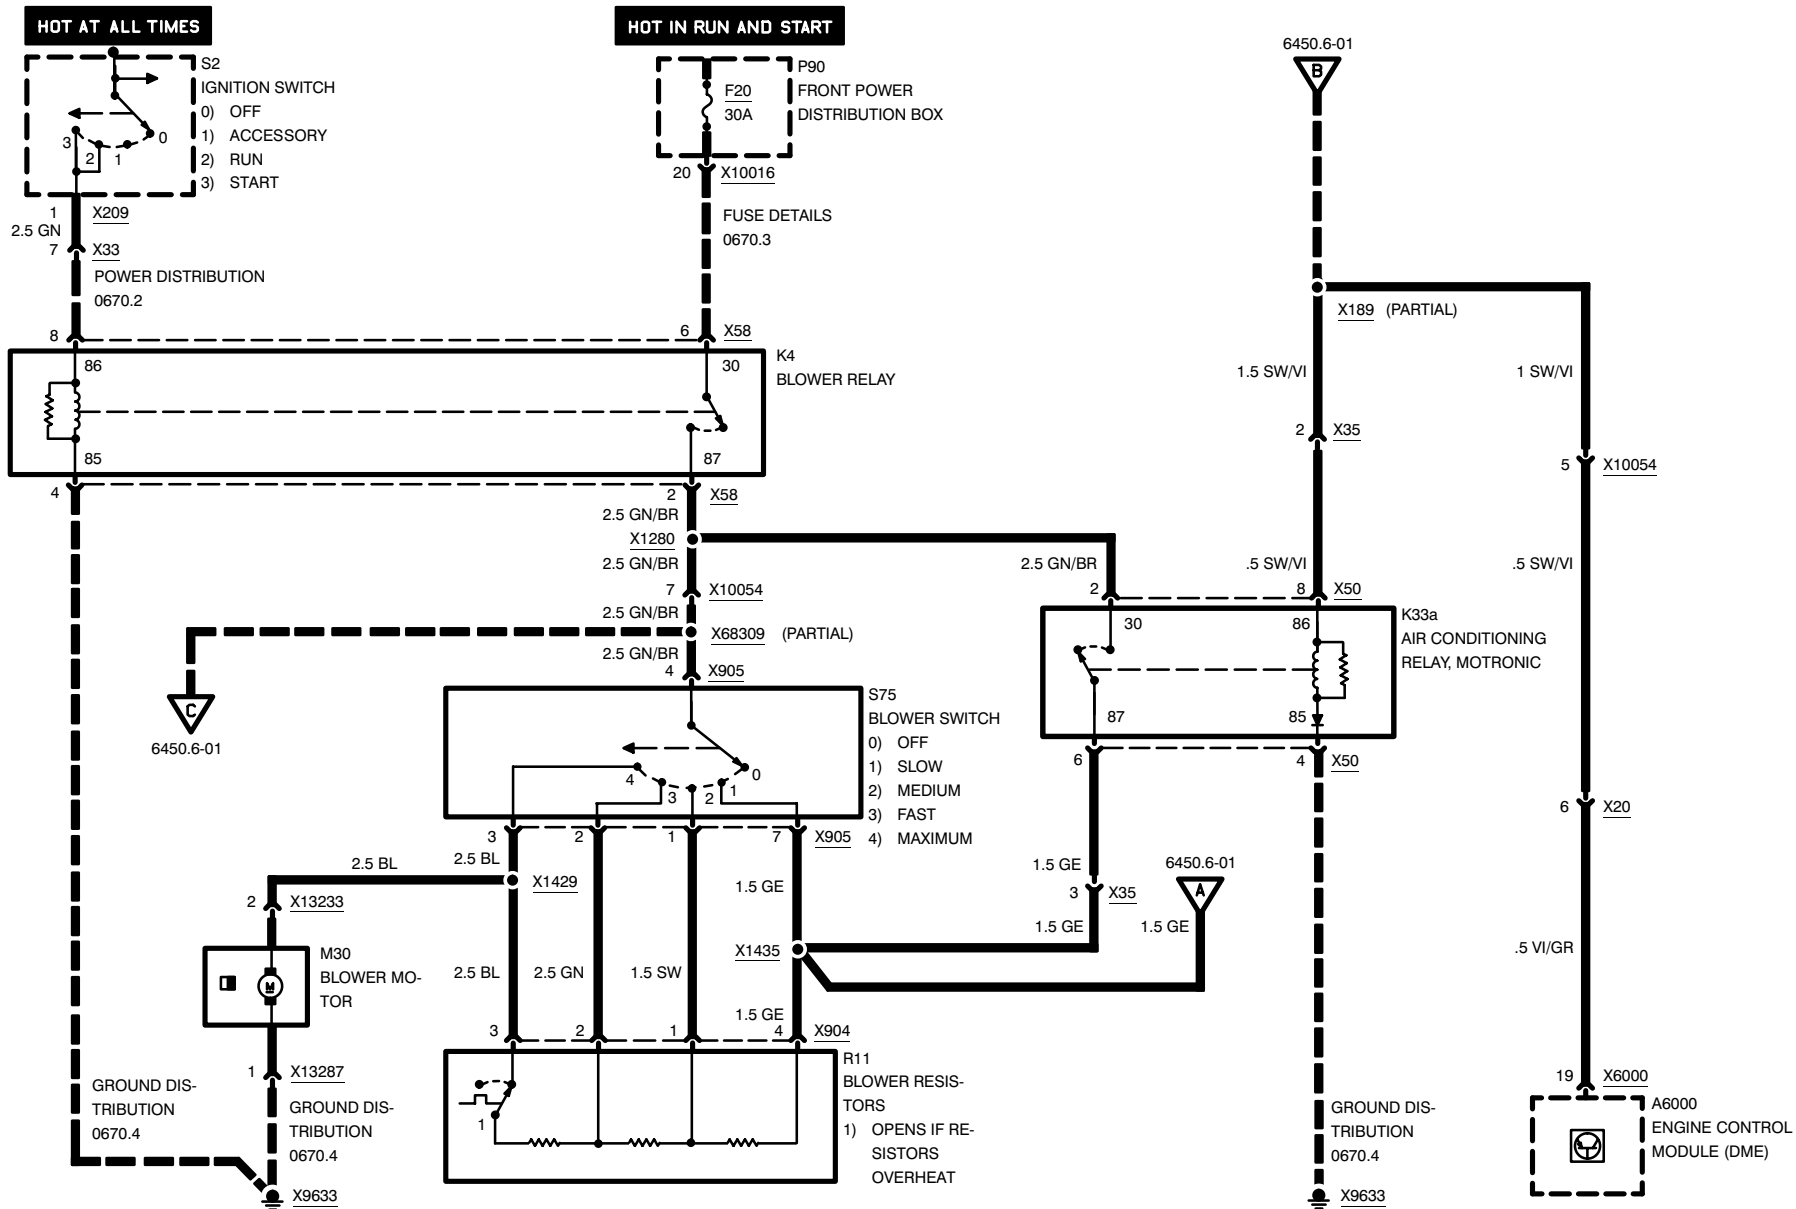 HOT AT ALL TIMES
HOT IN RUN AND START
6450.6-01
B
S2
IGNITION SWITCH
0) OFF
1) ACCESSORY
2) RUN
3) START
3
2
1
0
P90
FRONT POWER
DISTRIBUTION BOX
F20
30A
20 X10016
1 X209
2.5 GN
7 X33
POWER DISTRIBUTION
0670.2
FUSE DETAILS
0670.3
X189 (PARTIAL)
8
6 X58
86
30
K4
BLOWER RELAY
85
87
1.5 SW/VI
1 SW/VI
2 X35
5 X10054
4
2 X58
2.5 GN/BR
X1280
2.5 GN/BR
7 X10054
2.5 GN/BR
X68309 (PARTIAL)
2.5 GN/BR
4 X905
2.5 GN/BR
.5 SW/VI
.5 SW/VI
2
8 X50
30
86
K33a
AIR CONDITIONING
RELAY, MOTRONIC
87
85
C
6450.6-01
S75
BLOWER SWITCH
0) OFF
1) SLOW
2) MEDIUM
3) FAST
4) MAXIMUM
4
3
2
1
0
6
4 X50
6 X20
3
2
1
7 X905
2.5 BL
2.5 BL
X1429
1.5 GE
1.5 GE
6450.6-01
A
2 X13233
3 X35
1.5 GE
1.5 GE
M30
BLOWER MO-
TOR
M
2.5 BL
2.5 GN
1.5 SW
X1435
.5 VI/GR
1.5 GE
3
2
1
4 X904
R11
BLOWER RESIS-
TORS
1) OPENS IF RE-
SISTORS
OVERHEAT
1
1 X13287
GROUND DIS-
TRIBUTION
0670.4
GROUND DIS-
TRIBUTION
0670.4
X9633
GROUND DIS-
TRIBUTION
0670.4
X9633
19 X6000
A6000
ENGINE CONTROL
MODULE (DME)